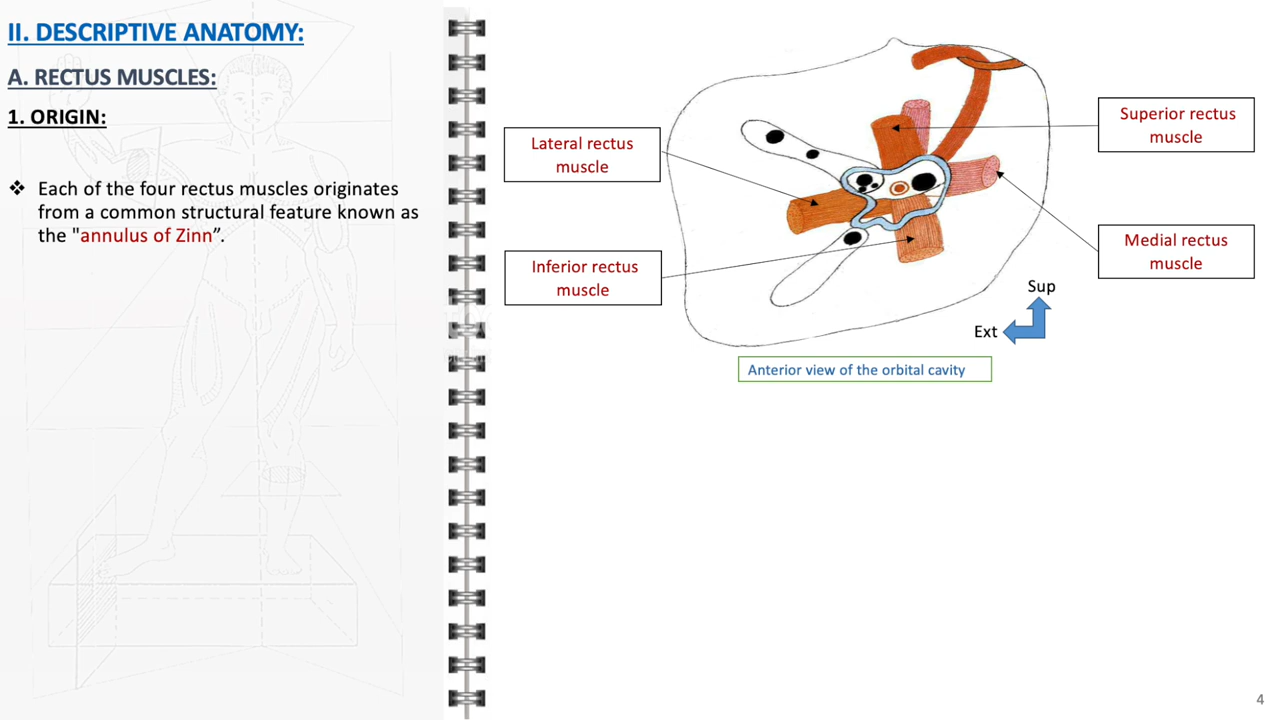 II. DESCRIPTIVE ANATOMY:
A. RECTUS MUSCLES:
1. ORIGIN:
❖ Each of the four rectus muscles originates
from a common structural feature known as
the "annulus of Zinn”.
Lateral rectus
muscle
Inferior rectus
muscle
Superior rectus
muscle
Medial rectus
muscle
Sup
Ext
Anterior view of the orbital cavity
4